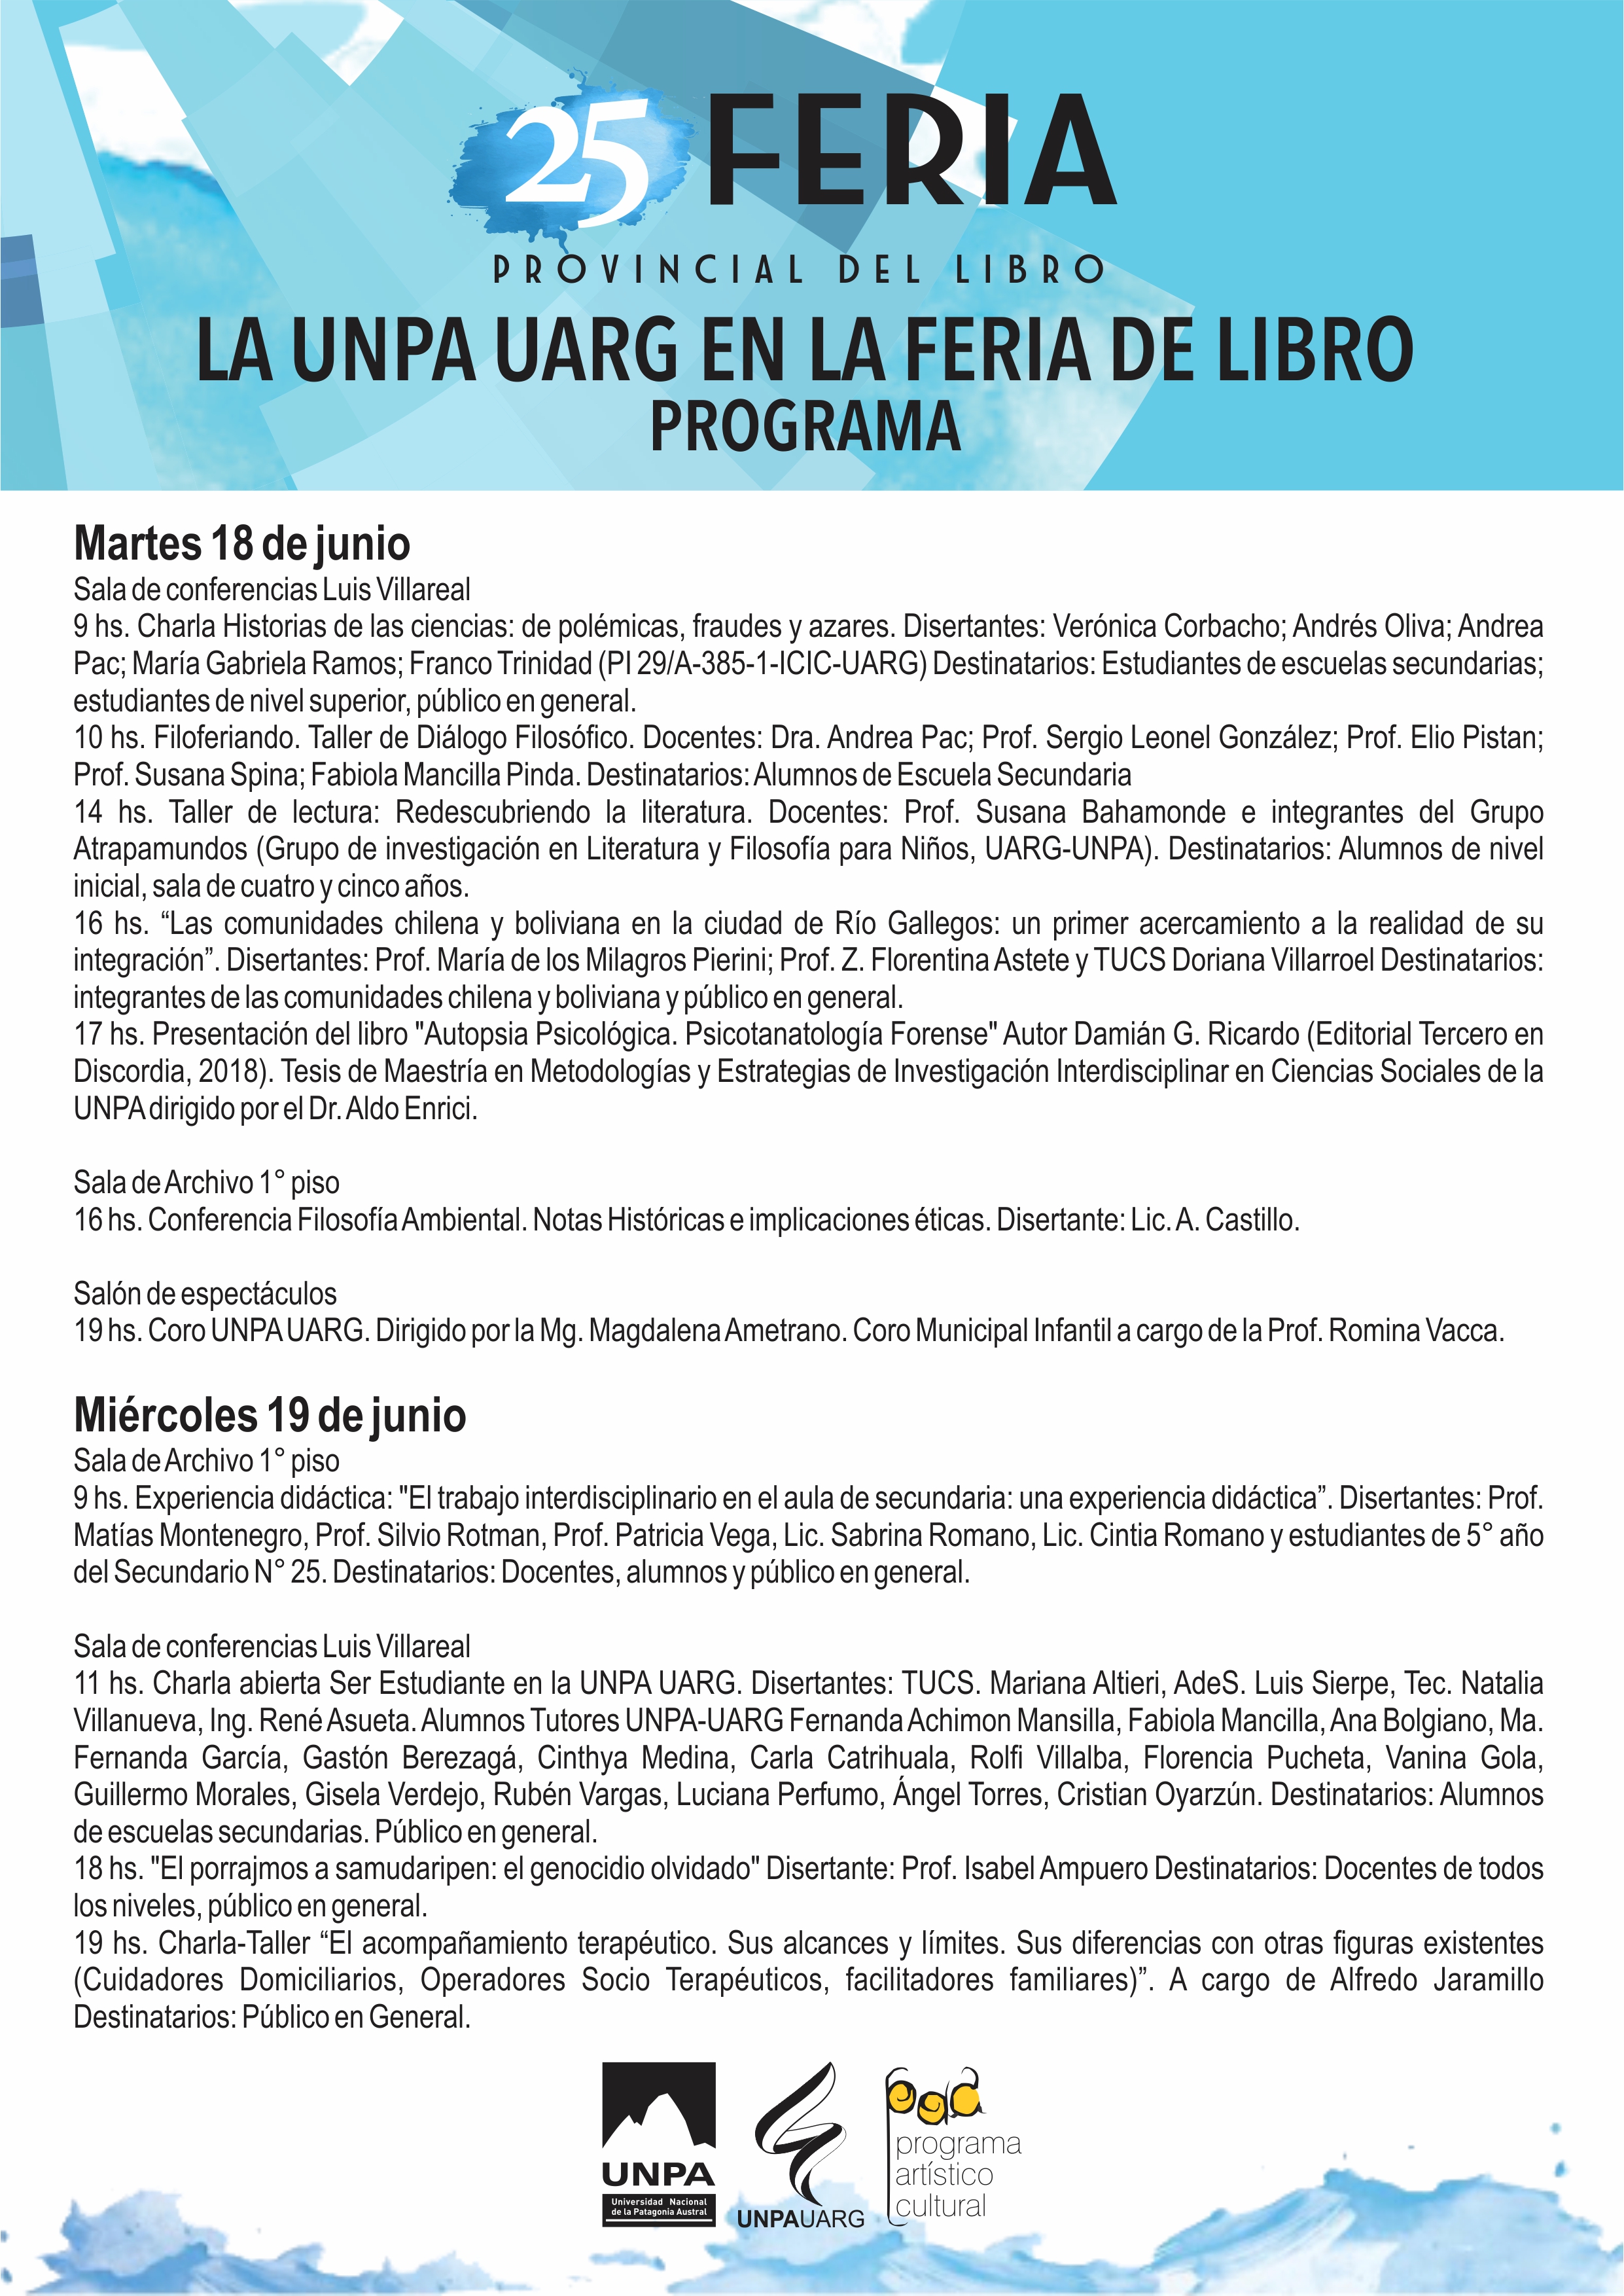 25 FERIA
PROVINCIAL DEL LIBRO
LA UNPA UARG EN LA FERIA DE LIBRO
PROGRAMA
Martes 18 de junio
Sala de conferencias Luis Villareal
9 hs. Charla Historias de las ciencias: de polémicas, fraudes y azares. Disertantes: Verónica Corbacho; Andrés Oliva; Andrea
Pac; María Gabriela Ramos; Franco Trinidad (PI 29/A-385-1-ICIC-UARG) Destinatarios: Estudiantes de escuelas secundarias;
estudiantes de nivel superior, público en general.
10 hs. Filoferiando. Taller de Diálogo Filosófico. Docentes: Dra. Andrea Pac; Prof. Sergio Leonel González; Prof. Elio Pistan;
Prof. Susana Spina; Fabiola Mancilla Pinda. Destinatarios: Alumnos de Escuela Secundaria
14 hs. Taller de lectura: Redescubriendo la literatura. Docentes: Prof. Susana Bahamonde e integrantes del Grupo
Atrapamundos (Grupo de investigación en Literatura y Filosofía para Niños, UARG-UNPA). Destinatarios: Alumnos de nivel
inicial, sala de cuatro y cinco años.
16 hs. “Las comunidades chilena y boliviana en la ciudad de Río Gallegos: un primer acercamiento a la realidad de su
integración”. Disertantes: Prof. María de los Milagros Pierini; Prof. Z. Florentina Astete y TUCS Doriana Villarroel Destinatarios:
integrantes de las comunidades chilena y boliviana y público en general.
17 hs. Presentación del libro "Autopsia Psicológica. Psicotanatología Forense" Autor Damián G. Ricardo (Editorial Tercero en
Discordia, 2018). Tesis de Maestría en Metodologías y Estrategias de Investigación Interdisciplinar en Ciencias Sociales de la
UNPA dirigido por el Dr. Aldo Enrici.
Sala de Archivo 1° piso
16 hs. Conferencia Filosofía Ambiental. Notas Históricas e implicaciones éticas. Disertante: Lic. A. Castillo.
Salón de espectáculos
19 hs. Coro UNPA UARG. Dirigido por la Mg. Magdalena Ametrano. Coro Municipal Infantil a cargo de la Prof. Romina Vacca.
Miércoles 19 de junio
Sala de Archivo 1° piso
9 hs. Experiencia didáctica: "El trabajo interdisciplinario en el aula de secundaria: una experiencia didáctica”. Disertantes: Prof.
Matías Montenegro, Prof. Silvio Rotman, Prof. Patricia Vega, Lic. Sabrina Romano, Lic. Cintia Romano y estudiantes de 5° año
del Secundario N° 25. Destinatarios: Docentes, alumnos y público en general.
Sala de conferencias Luis Villareal
11 hs. Charla abierta Ser Estudiante en la UNPA UARG. Disertantes: TUCS. Mariana Altieri, AdeS. Luis Sierpe, Tec. Natalia
Villanueva, Ing. René Asueta. Alumnos Tutores UNPA-UARG Fernanda Achimon Mansilla, Fabiola Mancilla, Ana Bolgiano, Ma.
Fernanda García, Gastón Berezagá, Cinthya Medina, Carla Catrihuala, Rolfi Villalba, Florencia Pucheta, Vanina Gola,
Guillermo Morales, Gisela Verdejo, Rubén Vargas, Luciana Perfumo, Ángel Torres, Cristian Oyarzún. Destinatarios: Alumnos
de escuelas secundarias. Público en general.
18 hs. "El porrajmos a samudaripen: el genocidio olvidado" Disertante: Prof. Isabel Ampuero Destinatarios: Docentes de todos
los niveles, público en general.
19 hs. Charla-Taller “El acompañamiento terapéutico. Sus alcances y límites. Sus diferencias con otras figuras existentes
(Cuidadores Domiciliarios, Operadores Socio Terapéuticos, facilitadores familiares)”. A cargo de Alfredo Jaramillo
Destinatarios: Público en General.
UNPA
Universidad Nacional
de la Patagonia Austral
UNPAUARG
pac
programa
artístico
cultural